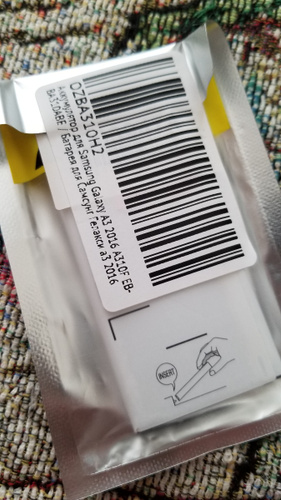 OZBA310H2
Аккумулятор для Samsung Galaxy A3 2016 A310F EB-
BA310ABE / Батарея для Самсунг Гелакси а3 2016
INSERT